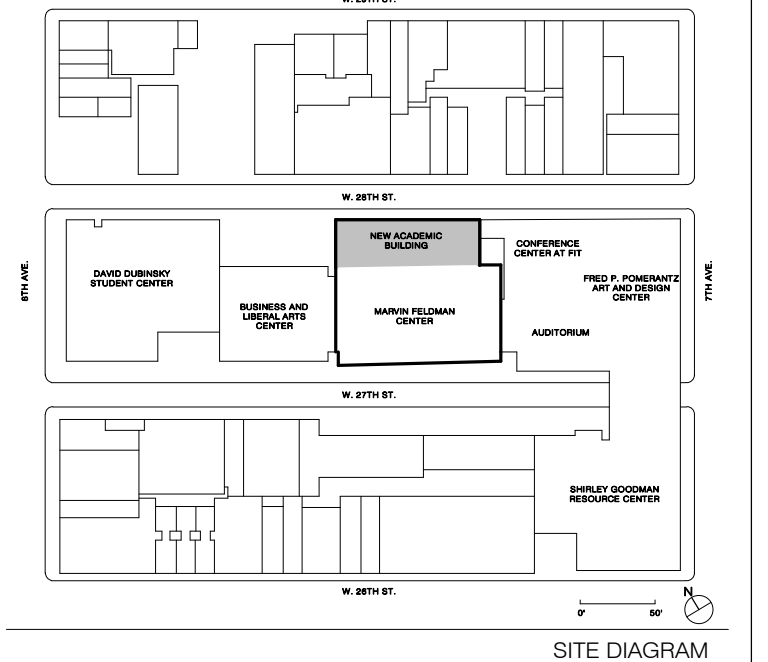 W. 29TH ST.
W. 28TH ST.
NEW ACADEMIC
BUILDING
CONFERENCE
CENTER AT FIT
DAVID DUBINSKY
STUDENT CENTER
FRED P. POMERANTZ
ART AND DESIGN
CENTER
8TH AVE.
7TH AVE.
BUSINESS AND
LIBERAL ARTS
CENTER
MARVIN FELDMAN
CENTER
AUDITORIUM
W. 27TH ST.
SHIRLEY GOODMAN
RESOURCE CENTER
W. 26TH ST.
N
0'
50'
SITE DIAGRAM